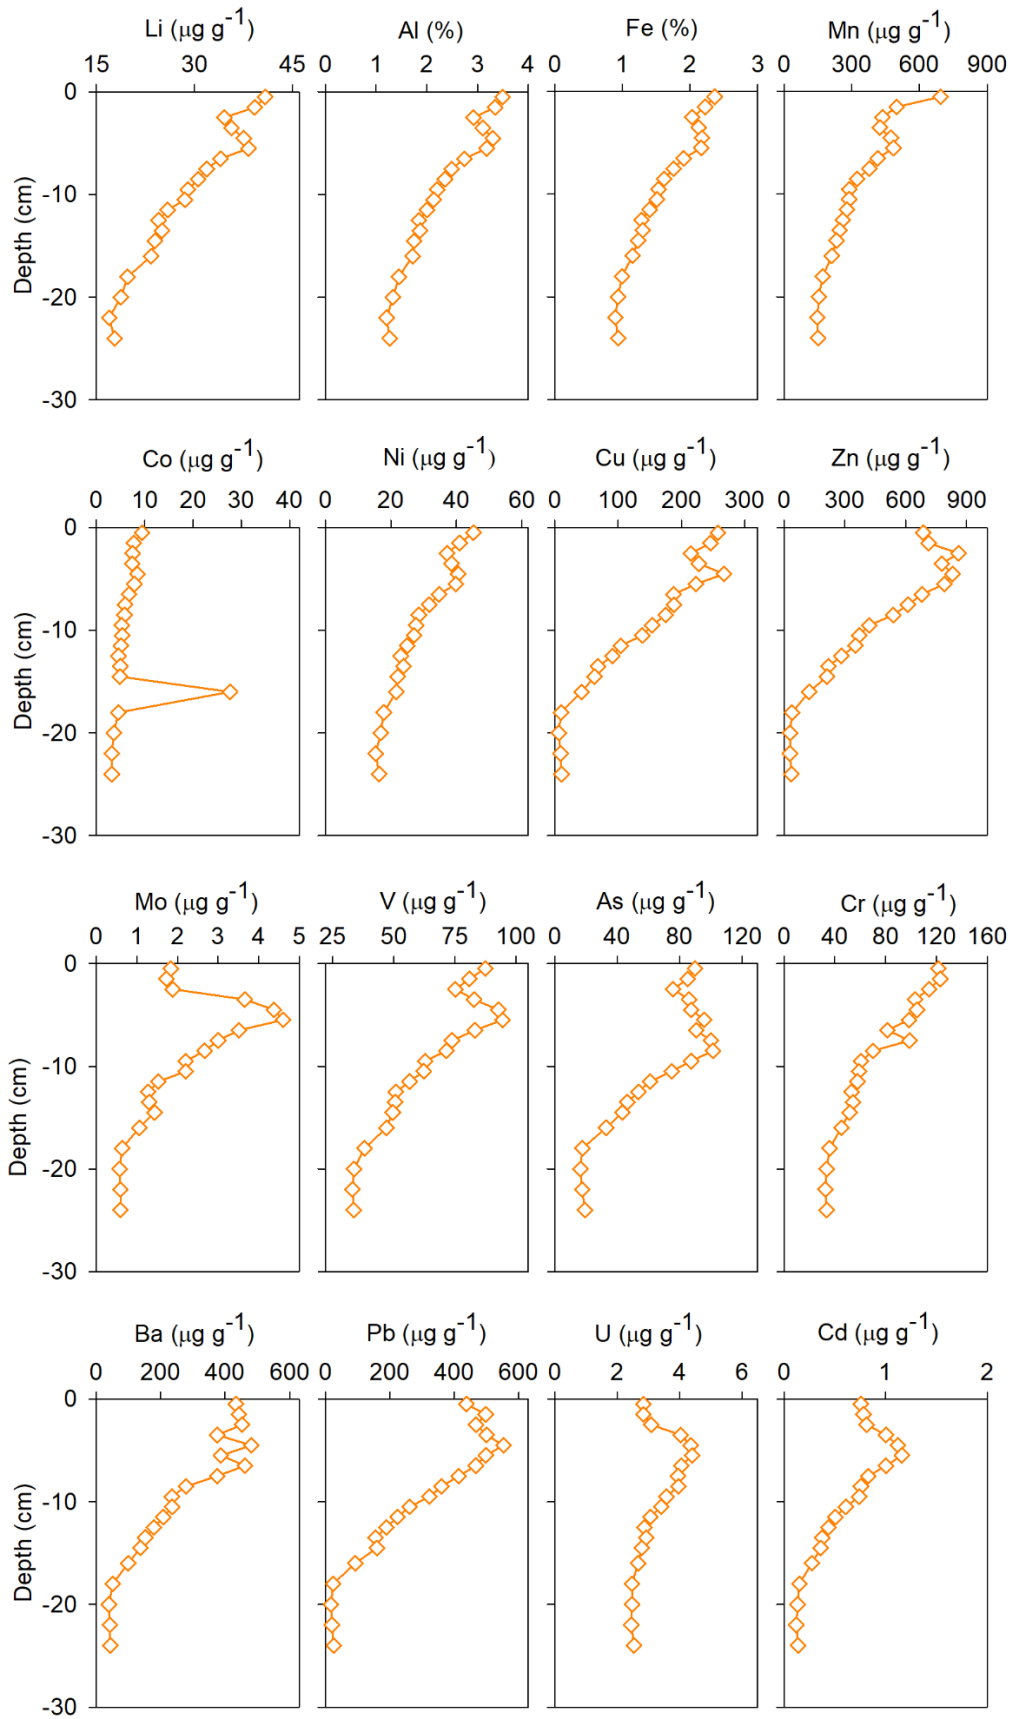 Li (μg g-1) Al (%) Fe (%) Mn (μg g-1)
15 30 45 0 1 2 3 4 0 1 2 3 0 300 600 900
0
-10
-20
-30
Depth (cm)
Co (μg g-1) Ni (μg g-1) Cu (μg g-1) Zn (μg g-1)
0 10 20 30 40 0 20 40 60 0 100 200 300 0 300 600 900
0
-10
-20
-30
Depth (cm)
Mo (μg g-1) V (μg g-1) As (μg g-1) Cr (μg g-1)
0 1 2 3 4 5 25 50 75 100 0 40 80 120 0 40 80 120 160
0
-10
-20
-30
Depth (cm)
Ba (μg g-1) Pb (μg g-1) U (μg g-1) Cd (μg g-1)
0 200 400 600 0 200 400 600 0 2 4 6 0 1 2
0
-10
-20
-30
Depth (cm)